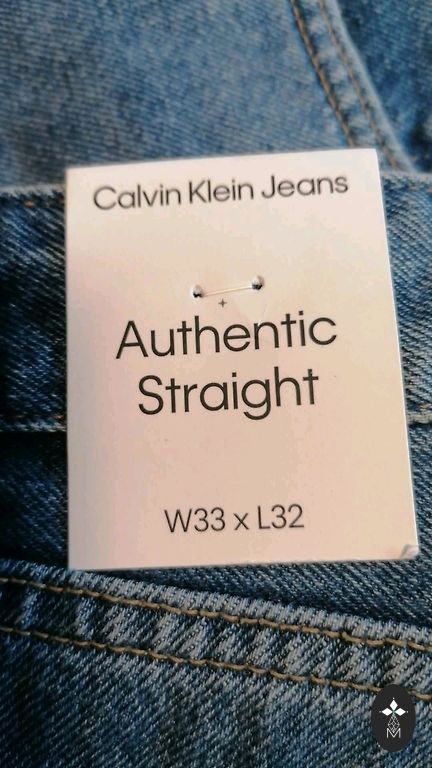 Calvin Klein Jeans
Authentic
Straight
W33 x L32